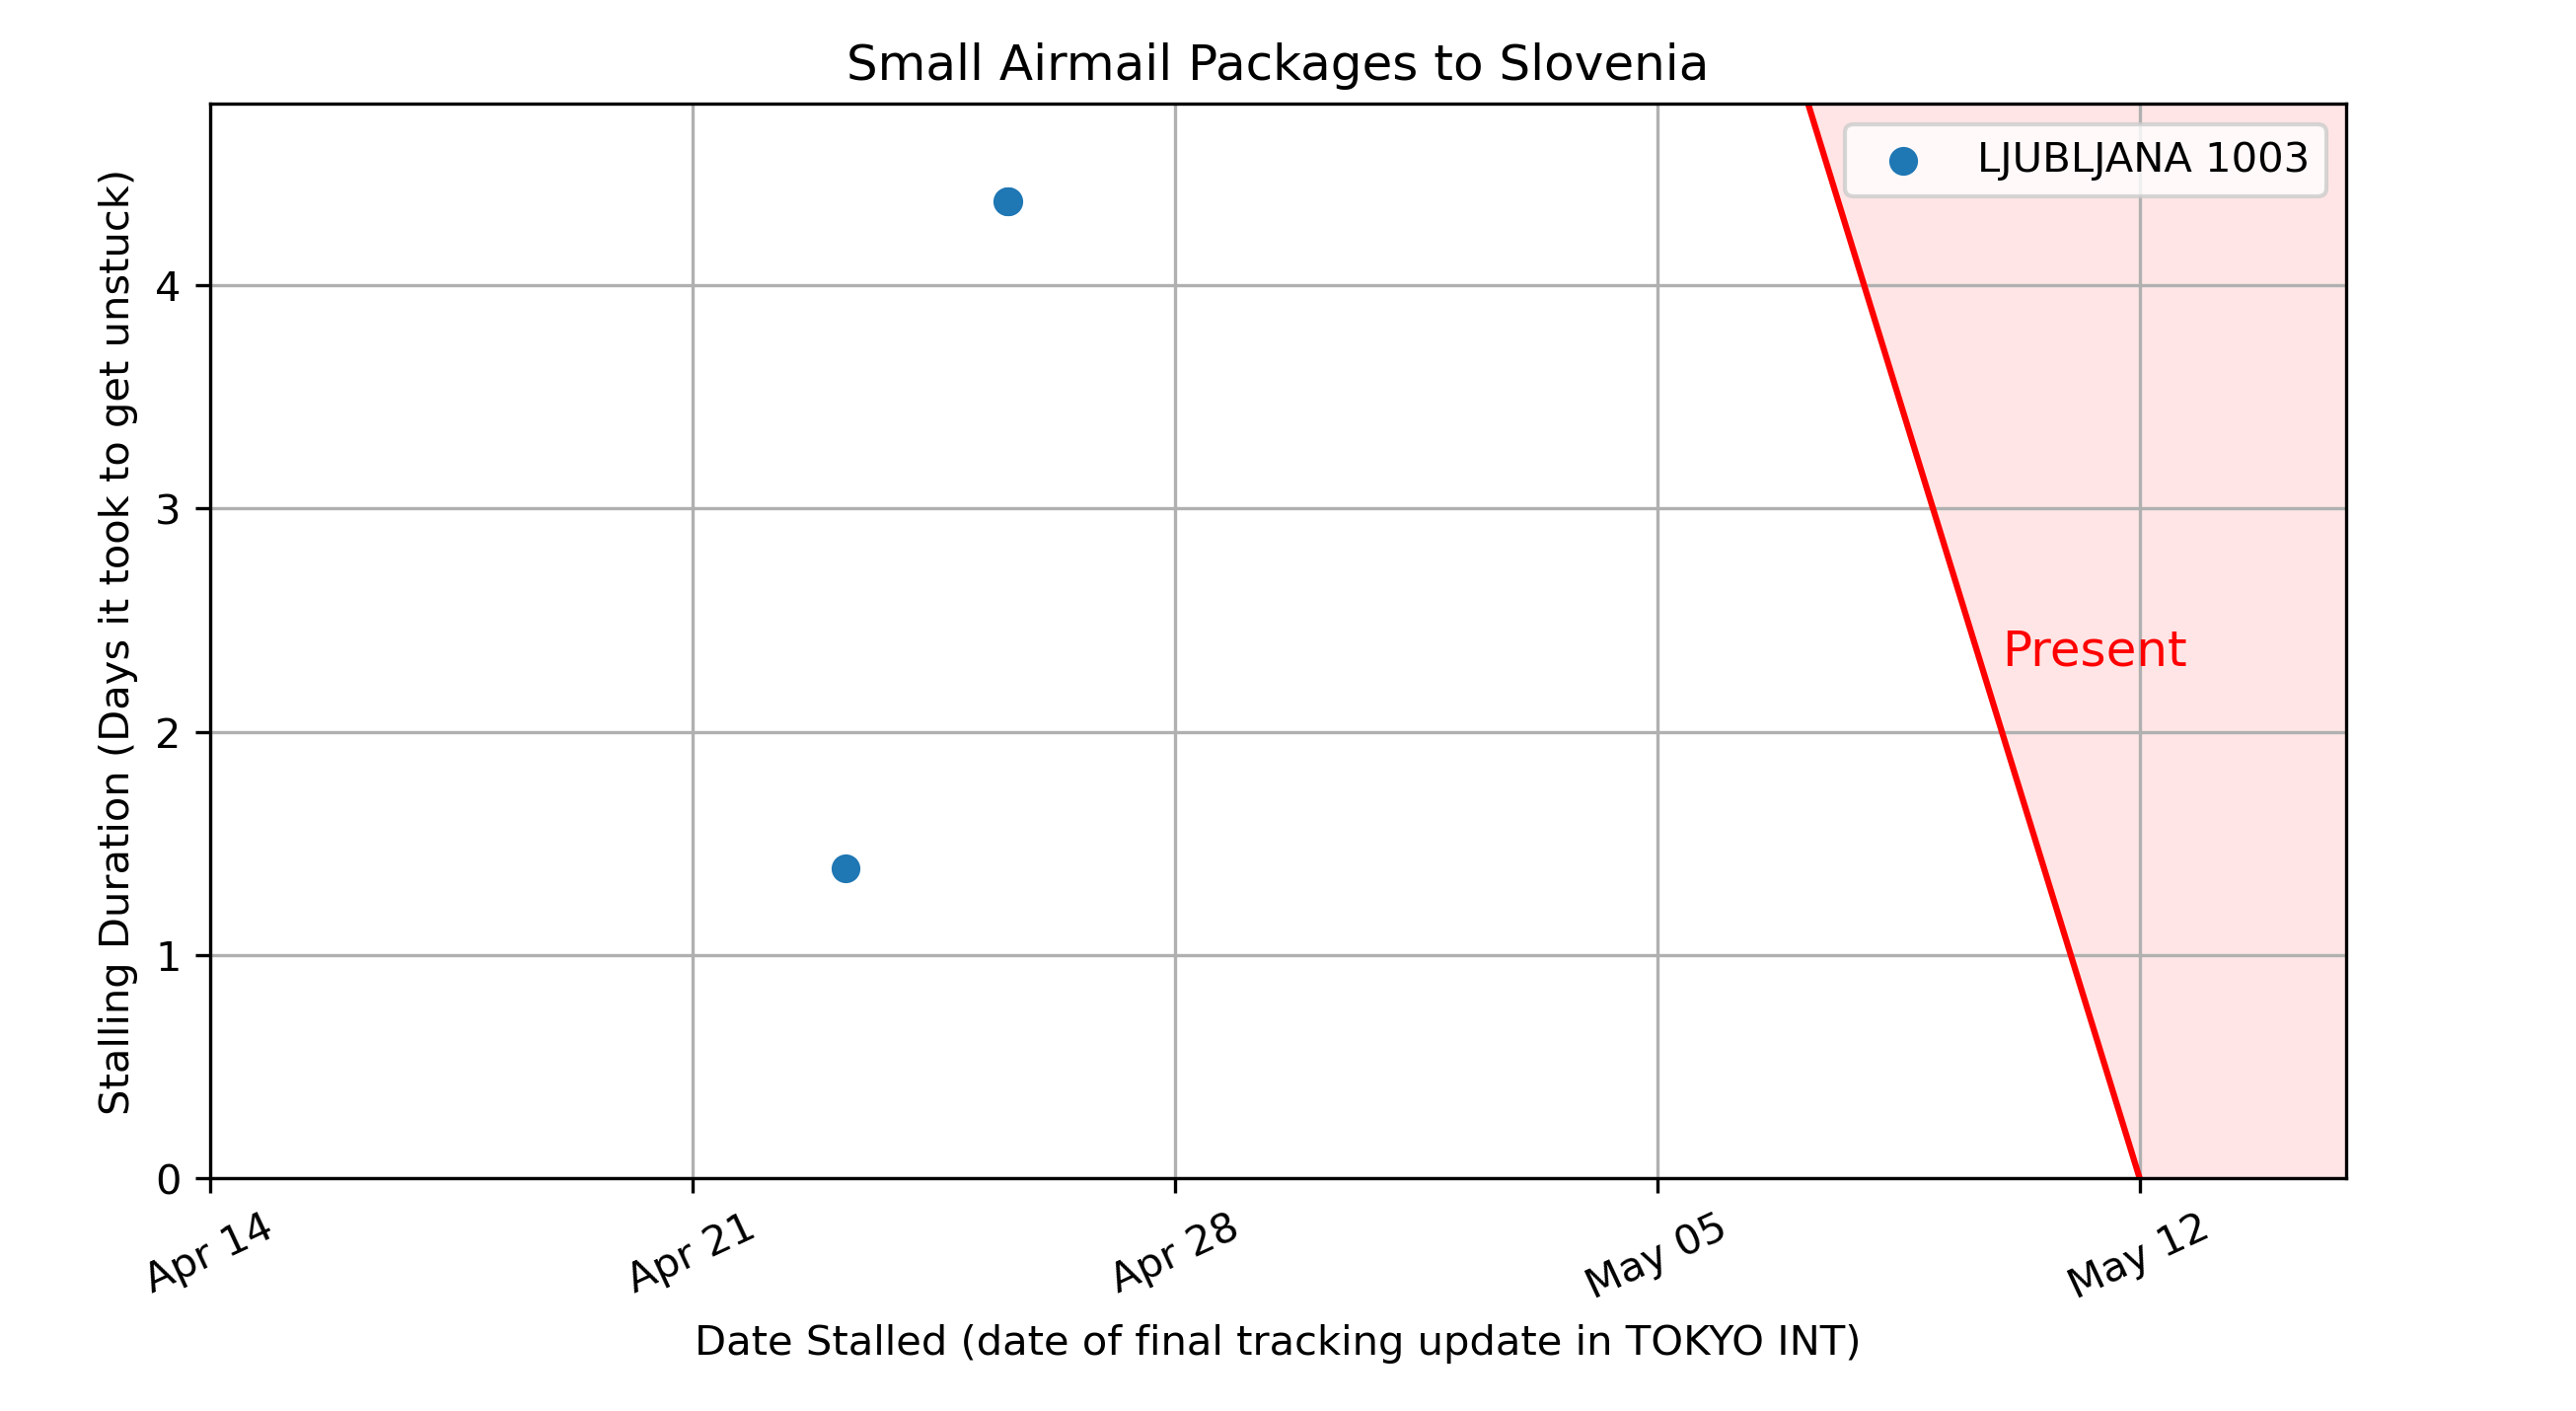 Small Airmail Packages to Slovenia
LJUBLJANA 1003
Present
Stalling Duration (Days it took to get unstuck)
4
3
2
1
0
Apr 14
Apr 21
Apr 28
May 05
May 12
Date Stalled (date of final tracking update in TOKYO INT)